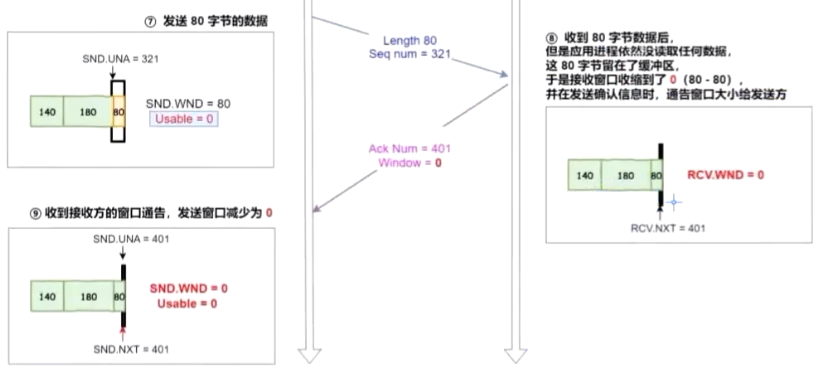 ⑦ 发送 80 字节的数据
SND.UNA = 321
140 180 80
SND.WND = 80
Usable = 0
Length 80
Seq num = 321
⑧ 收到 80 字节数据后,
但是应用进程依然没读取任何数据,
这 80 字节留在了缓冲区,
于是接收窗口收缩到了 0 (80 - 80) ,
并在发送确认信息时, 通告窗口大小给发送方
Ack Num = 401
Window = 0
140 180 80
RCV.WND = 0
RCV.NXT = 401
⑨ 收到接收方的窗口通告, 发送窗口减少为 0
SND.UNA = 401
140 180 80
SND.WND = 0
Usable = 0
SND.NXT = 401